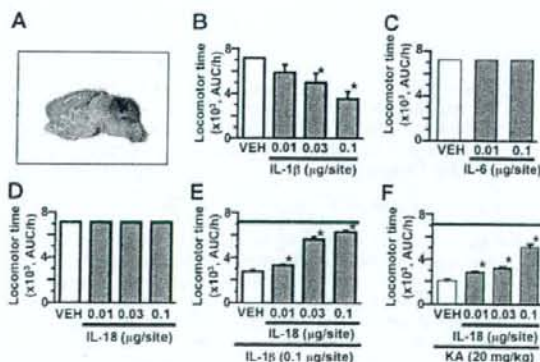 A
B
Locomotor time
(x10³, AUC/h)
8
4
0
VEH 0.01 0.03 0.1
IL-1β (μg/site)
C
Locomotor time
(x10³, AUC/h)
8
4
0
VEH 0.01 0.1
IL-6 (μg/site)
D
Locomotor time
(x10³, AUC/h)
8
4
0
VEH 0.01 0.03 0.1
IL-18 (μg/site)
E
Locomotor time
(x10³, AUC/h)
8
4
0
VEH 0.01 0.03 0.1
IL-18 (μg/site)
IL-1β (0.1 μg/site)
F
Locomotor time
(x10³, AUC/h)
8
4
0
VEH 0.01 0.03 0.1
IL-18 (μg/site)
KA (20 mg/kg)